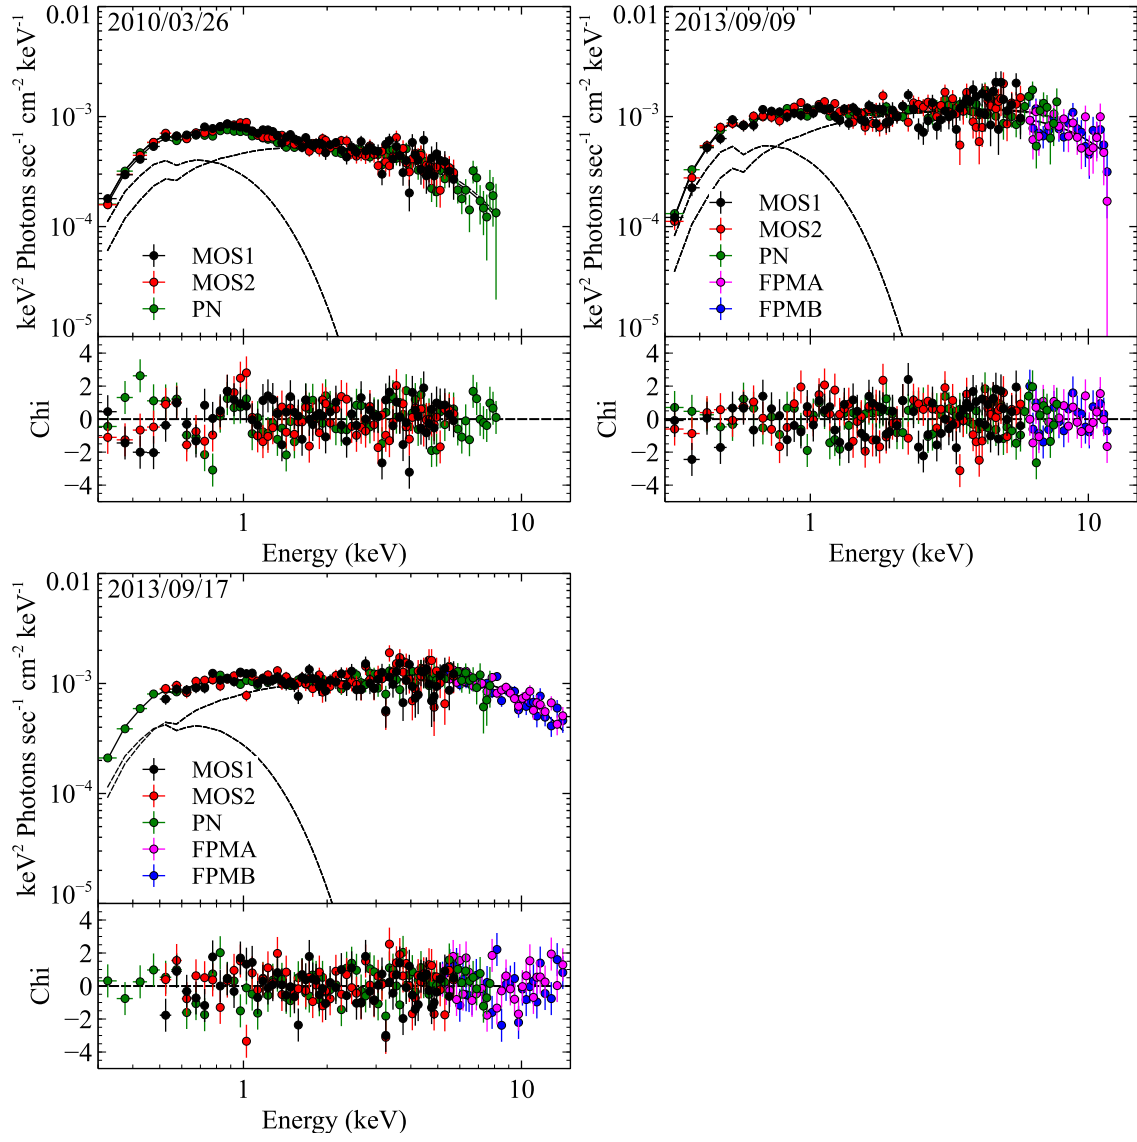 2010/03/26
keV² Photons sec⁻¹ cm⁻² keV⁻¹
0.01
10⁻³
10⁻⁴
10⁻⁵
MOS1
MOS2
PN
Chi
4
2
0
−2
−4
1
10
Energy (keV)
2013/09/09
keV² Photons sec⁻¹ cm⁻² keV⁻¹
0.01
10⁻³
10⁻⁴
10⁻⁵
MOS1
MOS2
PN
FPMA
FPMB
Chi
4
2
0
−2
−4
1
10
Energy (keV)
2013/09/17
keV² Photons sec⁻¹ cm⁻² keV⁻¹
0.01
10⁻³
10⁻⁴
10⁻⁵
MOS1
MOS2
PN
FPMA
FPMB
Chi
4
2
0
−2
−4
1
10
Energy (keV)